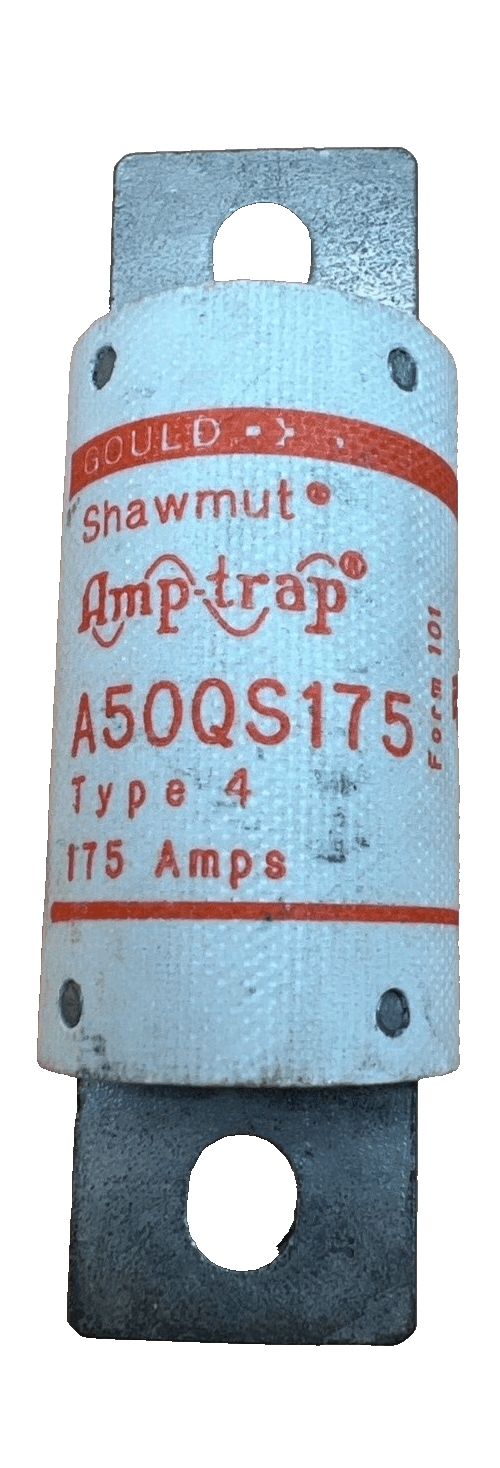 GOULD
Shawmut®
Amp-trap®
A50QS175
Type 4
175 Amps
Form 101